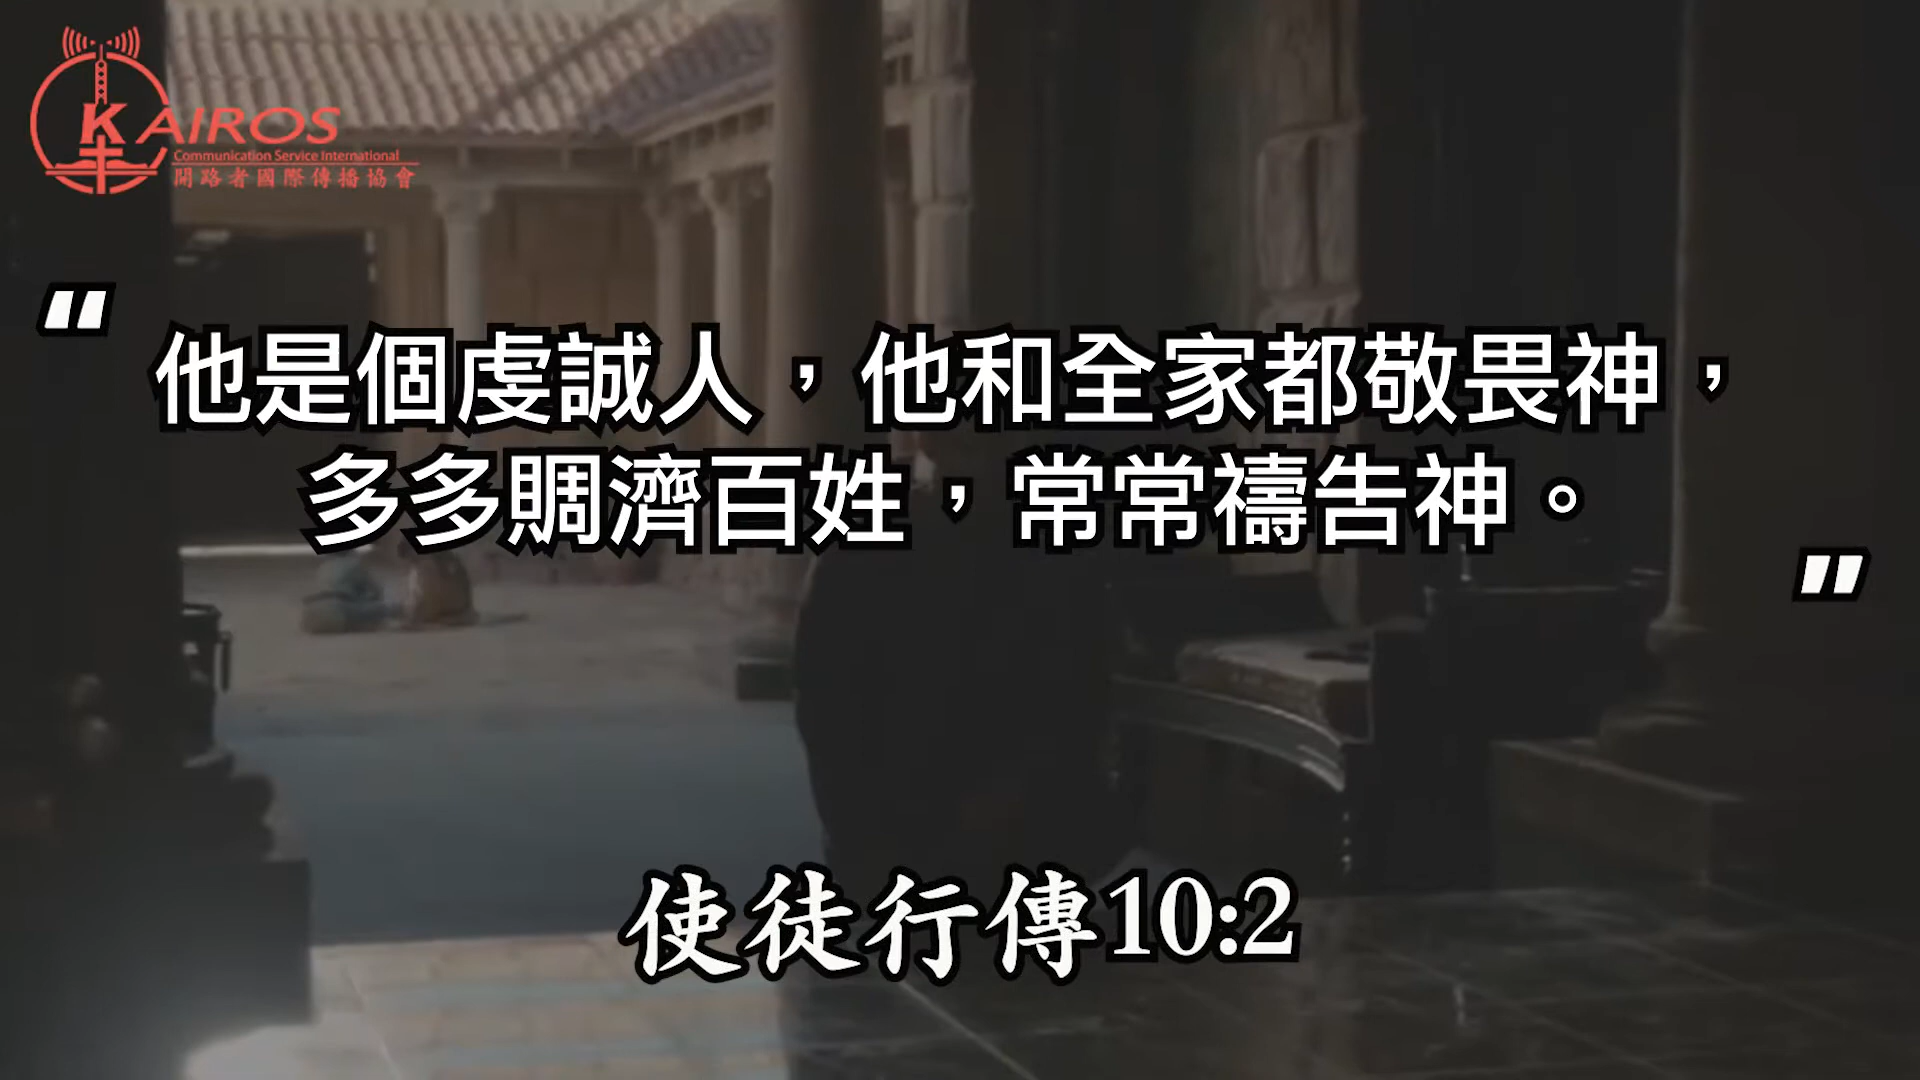 KAIROS
Communication Service International
開路者國際傳播協會
"他是個虔誠人，他和全家都敬畏神，
多多賙濟百姓，常常禱告神。"
使徒行傳10:2